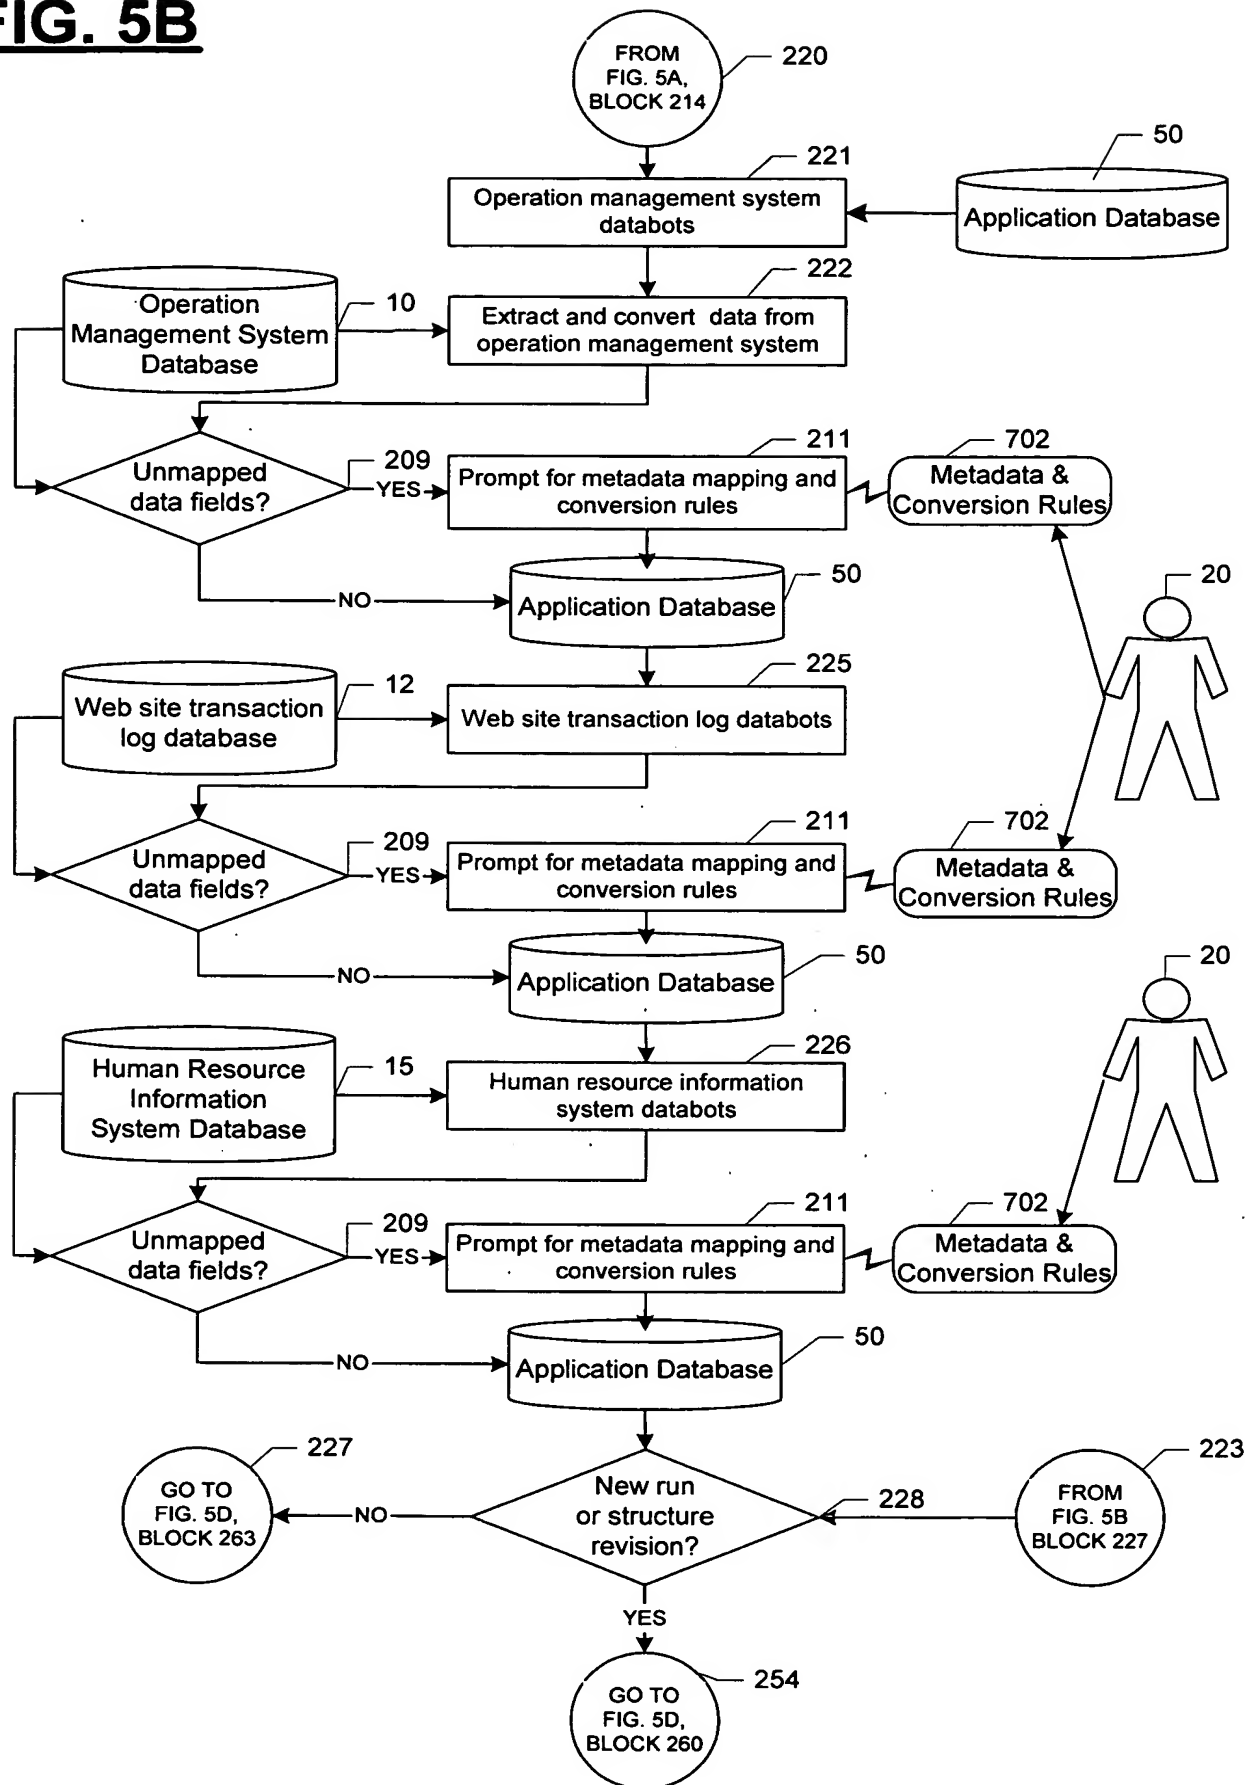 FIG. 5B
FROM
FIG. 5A,
BLOCK 214
220
50
221
Operation management system
databots
Application Database
222
Operation
Management System
Database
10
Extract and convert data from
operation management system
211
702
Unmapped
data fields?
209
YES
Prompt for metadata mapping and
conversion rules
Metadata &
Conversion Rules
20
NO
Application Database
50
225
Web site transaction
log database
12
Web site transaction log databots
211
702
Unmapped
data fields?
209
YES
Prompt for metadata mapping and
conversion rules
Metadata &
Conversion Rules
20
NO
Application Database
50
226
Human Resource
Information
System Database
15
Human resource information
system databots
211
702
Unmapped
data fields?
209
YES
Prompt for metadata mapping and
conversion rules
Metadata &
Conversion Rules
NO
Application Database
50
227
GO TO
FIG. 5D,
BLOCK 263
NO
New run
or structure
revision?
228
223
FROM
FIG. 5B
BLOCK 227
YES
GO TO
FIG. 5D,
BLOCK 260
254